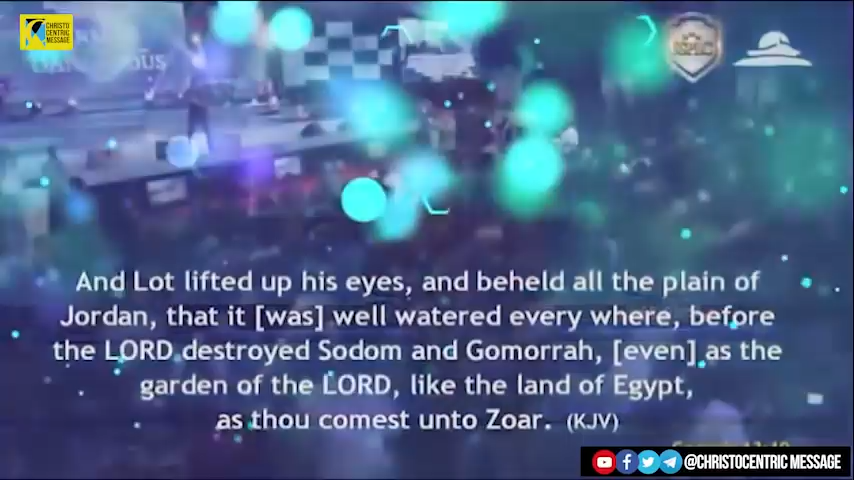 CHRISTO
CENTRIC
MESSAGE
And Lot lifted up his eyes, and beheld all the plain of
Jordan, that it [was] well watered every where, before
the LORD destroyed Sodom and Gomorrah, [even] as the
garden of the LORD, like the land of Egypt,
as thou comest unto Zoar. (KJV)
@CHRISTOCENTRIC MESSAGE